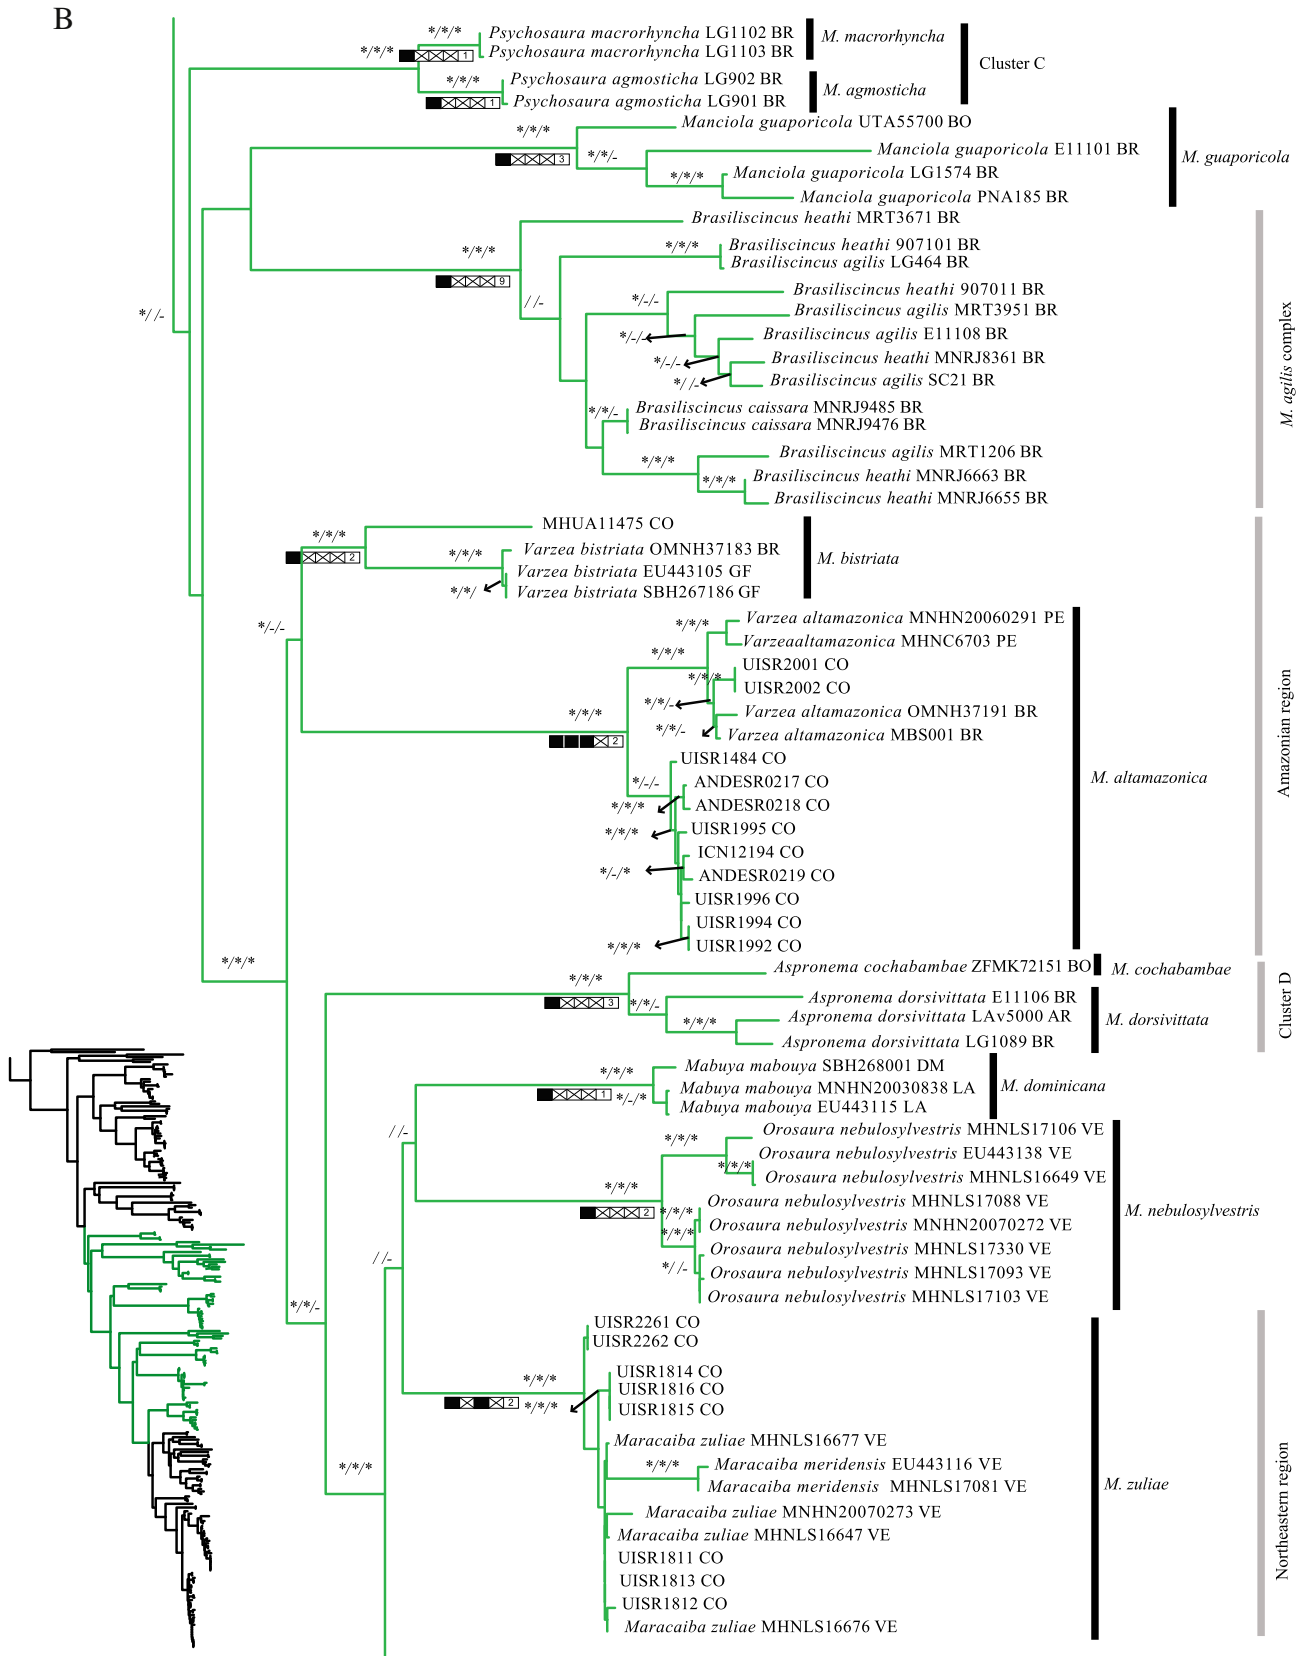 B
*/*/*
Psychosaura macrorhyncha LG1102 BR
M. macrorhyncha
*/*/*
1
Psychosaura macrorhyncha LG1103 BR
Cluster C
*/*/*
Psychosaura agmosticha LG902 BR
M. agmosticha
1
Psychosaura agmosticha LG901 BR
Manciola guaporicola UTA55700 BO
*/*/*
3
*/*/-
Manciola guaporicola E11101 BR
M. guaporicola
*/*/*
Manciola guaporicola LG1574 BR
Manciola guaporicola PNA185 BR
Brasiliscincus heathi MRT3671 BR
*/*/*
9
*/*/*
Brasiliscincus heathi 907101 BR
Brasiliscincus agilis LG464 BR
Brasiliscincus heathi 907011 BR
*/-/-
/ /-
Brasiliscincus agilis MRT3951 BR
*/ /-
*/-/-
Brasiliscincus agilis E11108 BR
M. agilis complex
*/-/-
Brasiliscincus heathi MNRJ8361 BR
*/ /-
Brasiliscincus agilis SC21 BR
*/*/-
Brasiliscincus caissara MNRJ9485 BR
Brasiliscincus caissara MNRJ9476 BR
*/*/*
Brasiliscincus agilis MRT1206 BR
*/*/*
Brasiliscincus heathi MNRJ6663 BR
Brasiliscincus heathi MNRJ6655 BR
MHUA11475 CO
*/*/*
2
*/*/*
Varzea bistriata OMNH37183 BR
M. bistriata
Varzea bistriata EU443105 GF
*/*/
Varzea bistriata SBH267186 GF
*/-/-
*/*/*
Varzea altamazonica MNHN20060291 PE
Varzeaaltamazonica MHNC6703 PE
*/*/*
UISR2001 CO
*/*/*
UISR2002 CO
*/*/-
Varzea altamazonica OMNH37191 BR
*/*/-
Varzea altamazonica MBS001 BR
*/*/*
2
Amazonian region
UISR1484 CO
M. altamazonica
*/-/-
ANDESR0217 CO
*/*/*
ANDESR0218 CO
*/*/*
UISR1995 CO
ICN12194 CO
*/-/*
ANDESR0219 CO
UISR1996 CO
UISR1994 CO
*/*/*
UISR1992 CO
*/*/*
*/*/*
3
Aspronema cochabambae ZFMK72151 BO
M. cochabambae
*/*/-
Aspronema dorsivittata E11106 BR
*/*/*
Aspronema dorsivittata LAv5000 AR
M. dorsivittata
Cluster D
Aspronema dorsivittata LG1089 BR
*/*/*
1
Mabuya mabouya SBH268001 DM
*/-/*
Mabuya mabouya MNHN20030838 LA
M. dominicana
Mabuya mabouya EU443115 LA
/ /-
*/*/*
Orosaura nebulosylvestris MHNLS17106 VE
Orosaura nebulosylvestris EU443138 VE
*/*/*
Orosaura nebulosylvestris MHNLS16649 VE
*/*/*
2
*/*/*
Orosaura nebulosylvestris MHNLS17088 VE
M. nebulosylvestris
*/*/*
Orosaura nebulosylvestris MNHN20070272 VE
/ /-
Orosaura nebulosylvestris MHNLS17330 VE
*/ /-
Orosaura nebulosylvestris MHNLS17093 VE
Orosaura nebulosylvestris MHNLS17103 VE
*/*/-
UISR2261 CO
UISR2262 CO
*/*/*
2
*/*/*
UISR1814 CO
UISR1816 CO
UISR1815 CO
Maracaiba zuliae MHNLS16677 VE
*/*/*
*/*/*
Maracaiba meridensis EU443116 VE
Maracaiba meridensis MHNLS17081 VE
M. zuliae
Northeastern region
Maracaiba zuliae MNHN20070273 VE
Maracaiba zuliae MHNLS16647 VE
UISR1811 CO
UISR1813 CO
UISR1812 CO
Maracaiba zuliae MHNLS16676 VE